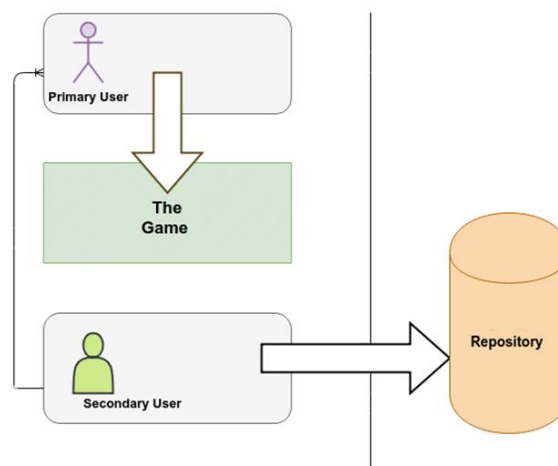 Primary User
The
Game
Repository
Secondary User